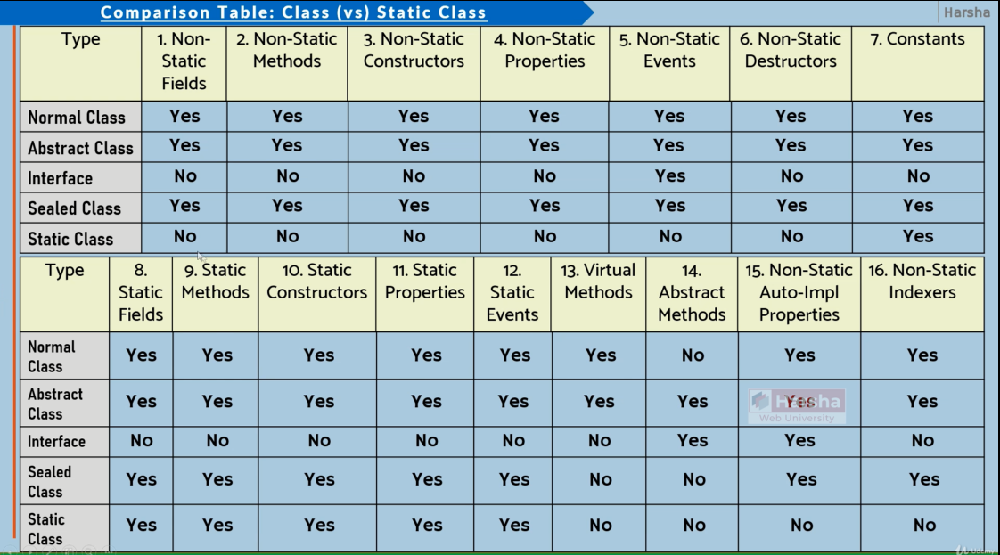 Comparison Table: Class (vs) Static Class
Harsha
Type
1. Non-
Static
Fields
2. Non-Static
Methods
3. Non-Static
Constructors
4. Non-Static
Properties
5. Non-Static
Events
6. Non-Static
Destructors
7. Constants
Normal Class Yes Yes Yes Yes Yes Yes Yes
Abstract Class Yes Yes Yes Yes Yes Yes Yes
Interface No No No No Yes No No
Sealed Class Yes Yes Yes Yes Yes Yes Yes
Static Class No No No No No No Yes
Type
8.
Static
Fields
9. Static
Methods
10. Static
Constructors
11. Static
Properties
12.
Static
Events
13. Virtual
Methods
14.
Abstract
Methods
15. Non-Static
Auto-Impl
Properties
16. Non-Static
Indexers
Normal
Class
Yes Yes Yes Yes Yes Yes No Yes Yes
Abstract
Class
Yes Yes Yes Yes Yes Yes Yes Yes Yes
Harsha
Web University
Interface No No No No No No Yes Yes No
Sealed
Class
Yes Yes Yes Yes Yes No No Yes Yes
Static
Class
Yes Yes Yes Yes Yes No No No No
Udemy